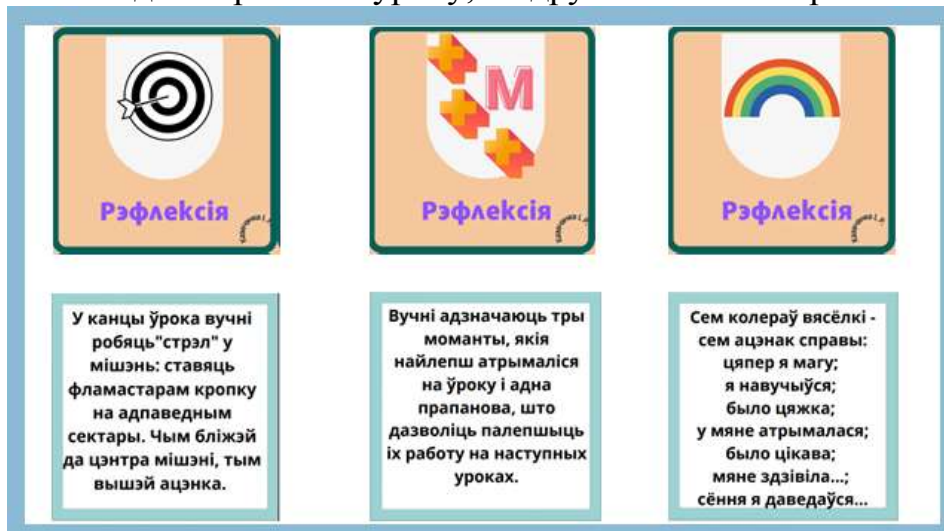 М
Рэфлексія
Рэфлексія
Рэфлексія
У канцы ўрока вучні
робяць"стрэл" у
мішэнь: ставяць
фламастарам кропку
на адпаведным
сектары. Чым бліжэй
да цэнтра мішэні, тым
вышэй ацэнка.
Вучні адзначаюць тры
моманты, якія
найлепш атрымаліся
на ўроку і адна
прапанова, што
дазволіць палепшыць
іх работу на наступных
уроках.
Сем колераў вясёлкі -
сем ацэнак справы:
цяпер я магу;
я навучыўся;
было цяжка;
у мяне атрымалася;
было цікава;
мяне здзівіла...;
сёння я даведаўся...